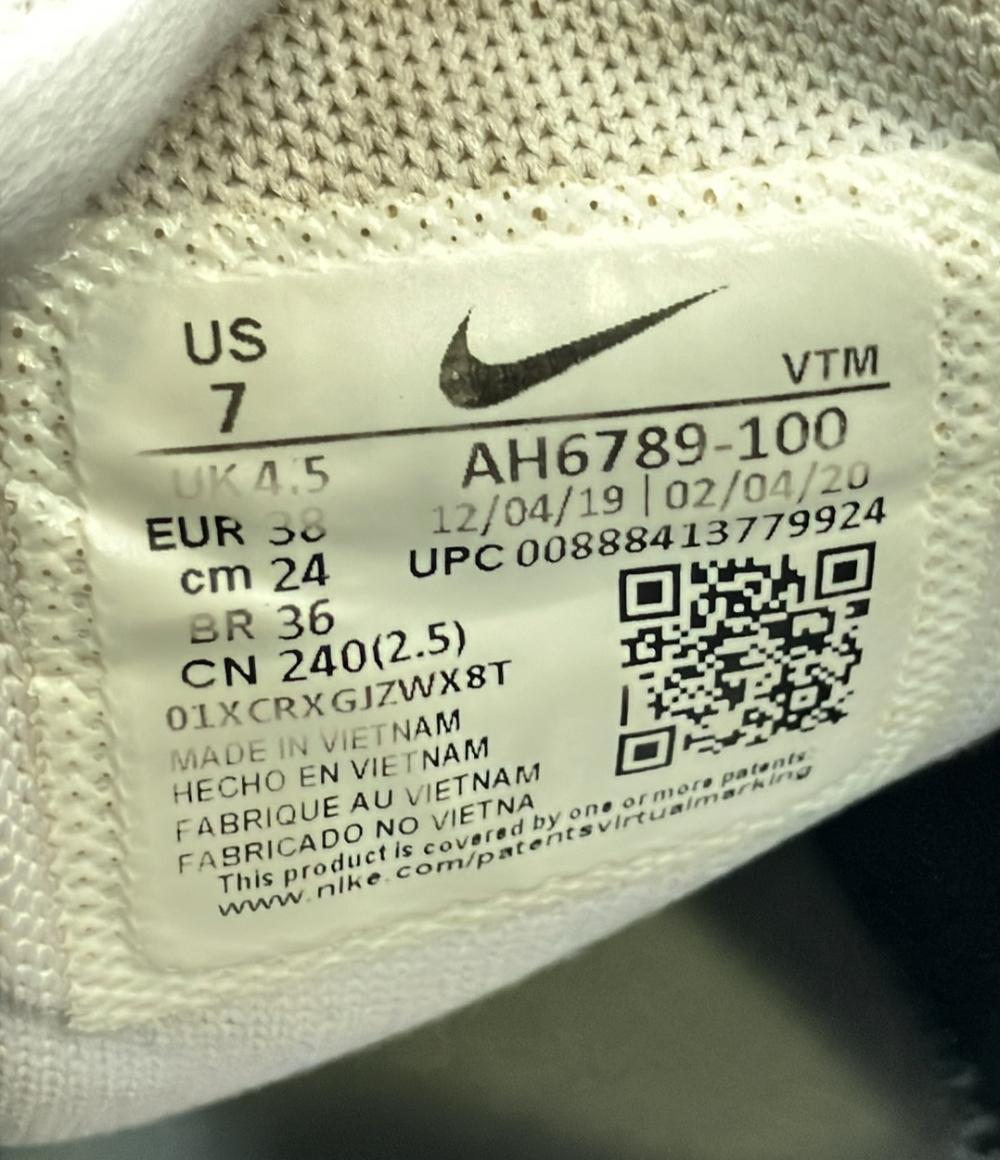 US
7
VTM
UK 4.5
EUR 38
cm 24
BR 36
CN 240(2.5)
AH6789-100
12/04/19 | 02/04/20
UPC 00888413779924
01XCRXGJZWX8T
MADE IN VIETNAM
HECHO EN VIETNAM
FABRIQUE AU VIETNAM
FABRICADO NO VIETNA
This product is covered by one or more patents
www.nike.com/patentsvirtualmarking